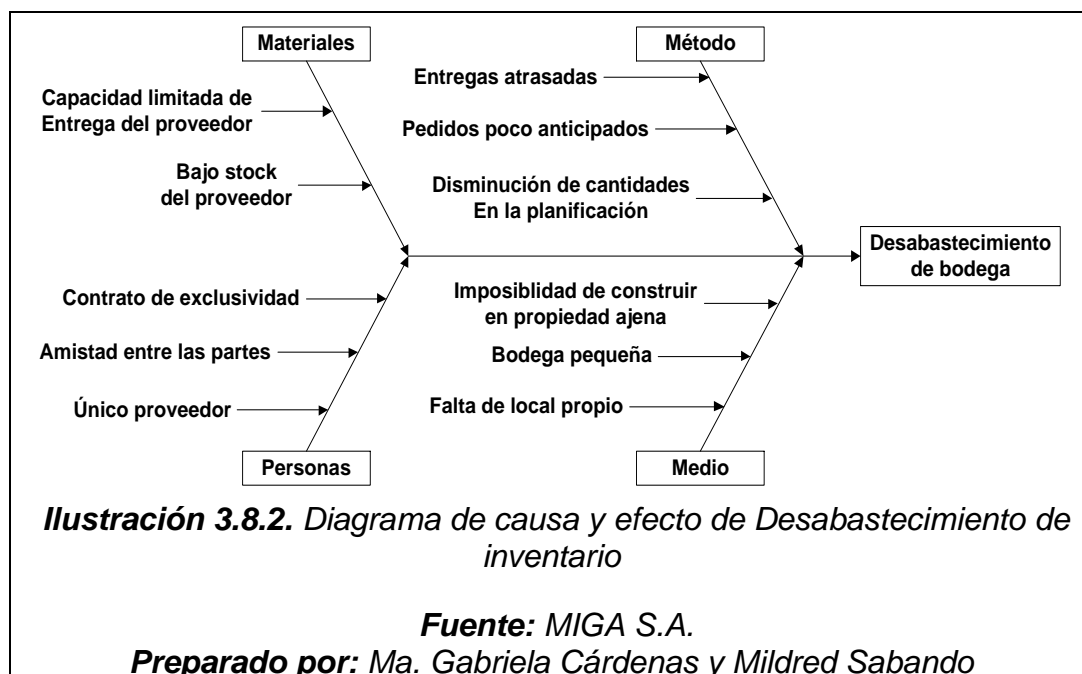 Materiales
Método
Capacidad limitada de
Entrega del proveedor
Bajo stock
del proveedor
Entregas atrasadas
Pedidos poco anticipados
Disminución de cantidades
En la planificación
Desabastecimiento
de bodega
Contrato de exclusividad
Amistad entre las partes
Único proveedor
Imposiblidad de construir
en propiedad ajena
Bodega pequeña
Falta de local propio
Personas
Medio
Ilustración 3.8.2. Diagrama de causa y efecto de Desabastecimiento de
inventario
Fuente: MIGA S.A.
Preparado por: Ma. Gabriela Cárdenas y Mildred Sabando